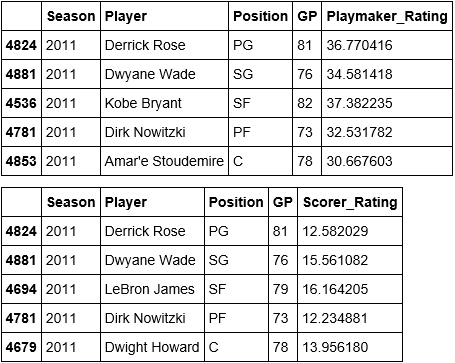 Season Player Position GP Playmaker_Rating
4824 2011 Derrick Rose PG 81 36.770416
4881 2011 Dwyane Wade SG 76 34.581418
4536 2011 Kobe Bryant SF 82 37.382235
4781 2011 Dirk Nowitzki PF 73 32.531782
4853 2011 Amar'e Stoudemire C 78 30.667603
Season Player Position GP Scorer_Rating
4824 2011 Derrick Rose PG 81 12.582029
4881 2011 Dwyane Wade SG 76 15.561082
4694 2011 LeBron James SF 79 16.164205
4781 2011 Dirk Nowitzki PF 73 12.234881
4679 2011 Dwight Howard C 78 13.956180